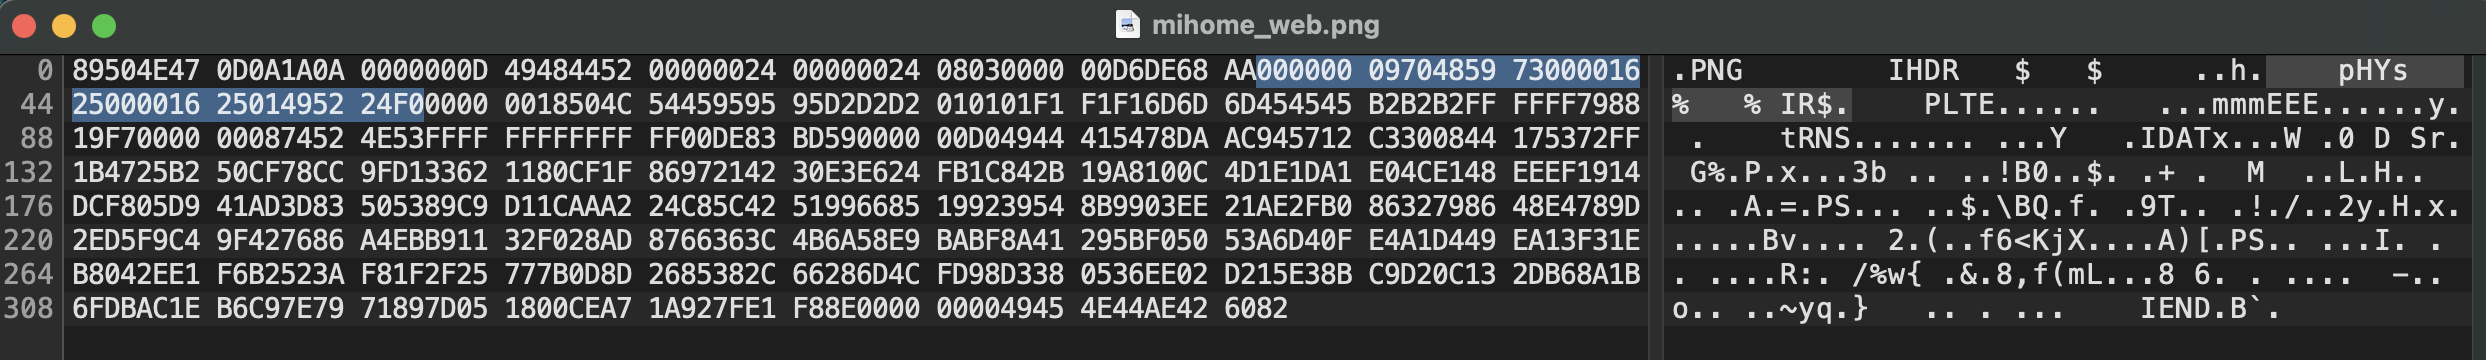 mihome_web.png
0 89504E47 0D0A1A0A 0000000D 49484452 00000024 00000024 08030000 00D6DE68 AA000000 09704859 73000016 .PNG IHDR $ $ ..h. pHYs
44 25000016 25014952 24F00000 0018504C 54459595 95D2D2D2 010101F1 F1F16D6D 6D454545 B2B2B2FF FFFF7988 % % IR$. PLTE...... ...mmmEEE......y.
88 19F70000 00087452 4E53FFFF FFFFFFFF FF00DE83 BD590000 00D04944 415478DA AC945712 C3300844 175372FF . tRNS....... ...Y .IDATx...W .0 D Sr.
132 1B4725B2 50CF78CC 9FD13362 1180CF1F 86972142 30E3E624 FB1C842B 19A8100C 4D1E1DA1 E04CE148 EEEF1914 G%.P.x...3b .. .. ..!B0..$. .+ . M ..L.H..
176 DCF805D9 41AD3D83 505389C9 D11CAAA2 24C85C42 51996685 19923954 8B9903EE 21AE2FB0 86327986 48E4789D .. .A.=.PS... ..$.\BQ.f. .9T.. .!./..2y.H.x.
220 2ED5F9C4 9F427686 A4EBB911 32F028AD 8766363C 4B6A58E9 BABF8A41 295BF050 53A6D40F E4A1D449 EA13F31E .....Bv.... 2.(..f6<KjX....A)[.PS.. ...I. .
264 B8042EE1 F6B2523A F81F2F25 777B0D8D 2685382C 66286D4C FD98D338 0536EE02 D215E38B C9D20C13 2DB68A1B . ....R:. /%w{ .&.8,f(mL...8 6. . .... -..
308 6FDBAC1E B6C97E79 71897D05 1800CEA7 1A927FE1 F88E0000 00004945 4E44AE42 6082 o.. ..~yq.} .. . ... IEND.B`.